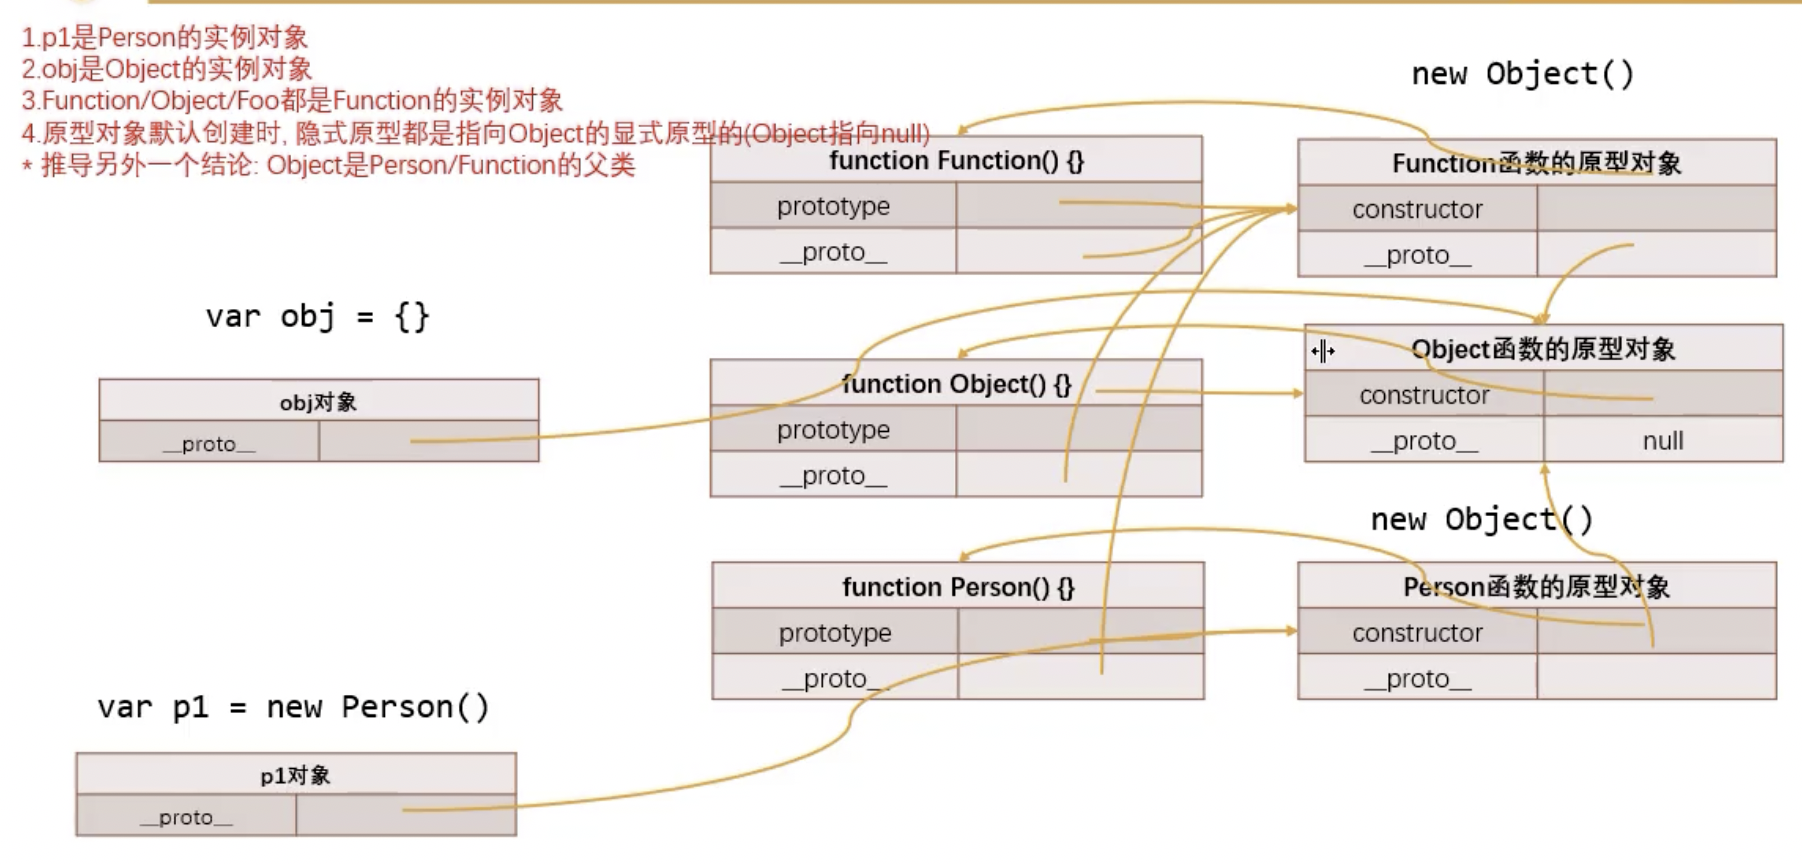 1.p1是Person的实例对象
2.obj是Object的实例对象
3.Function/Object/Foo都是Function的实例对象
4.原型对象默认创建时, 隐式原型都是指向Object的显式原型的(Object指向null)
* 推导另外一个结论: Object是Person/Function的父类
new Object()
function Function() {}
prototype
__proto__
Function函数的原型对象
constructor
__proto__
var obj = {}
obj对象
__proto__
function Object() {}
prototype
__proto__
Object函数的原型对象
constructor
__proto__ null
new Object()
function Person() {}
prototype
__proto__
Person函数的原型对象
constructor
__proto__
var p1 = new Person()
p1对象
__proto__